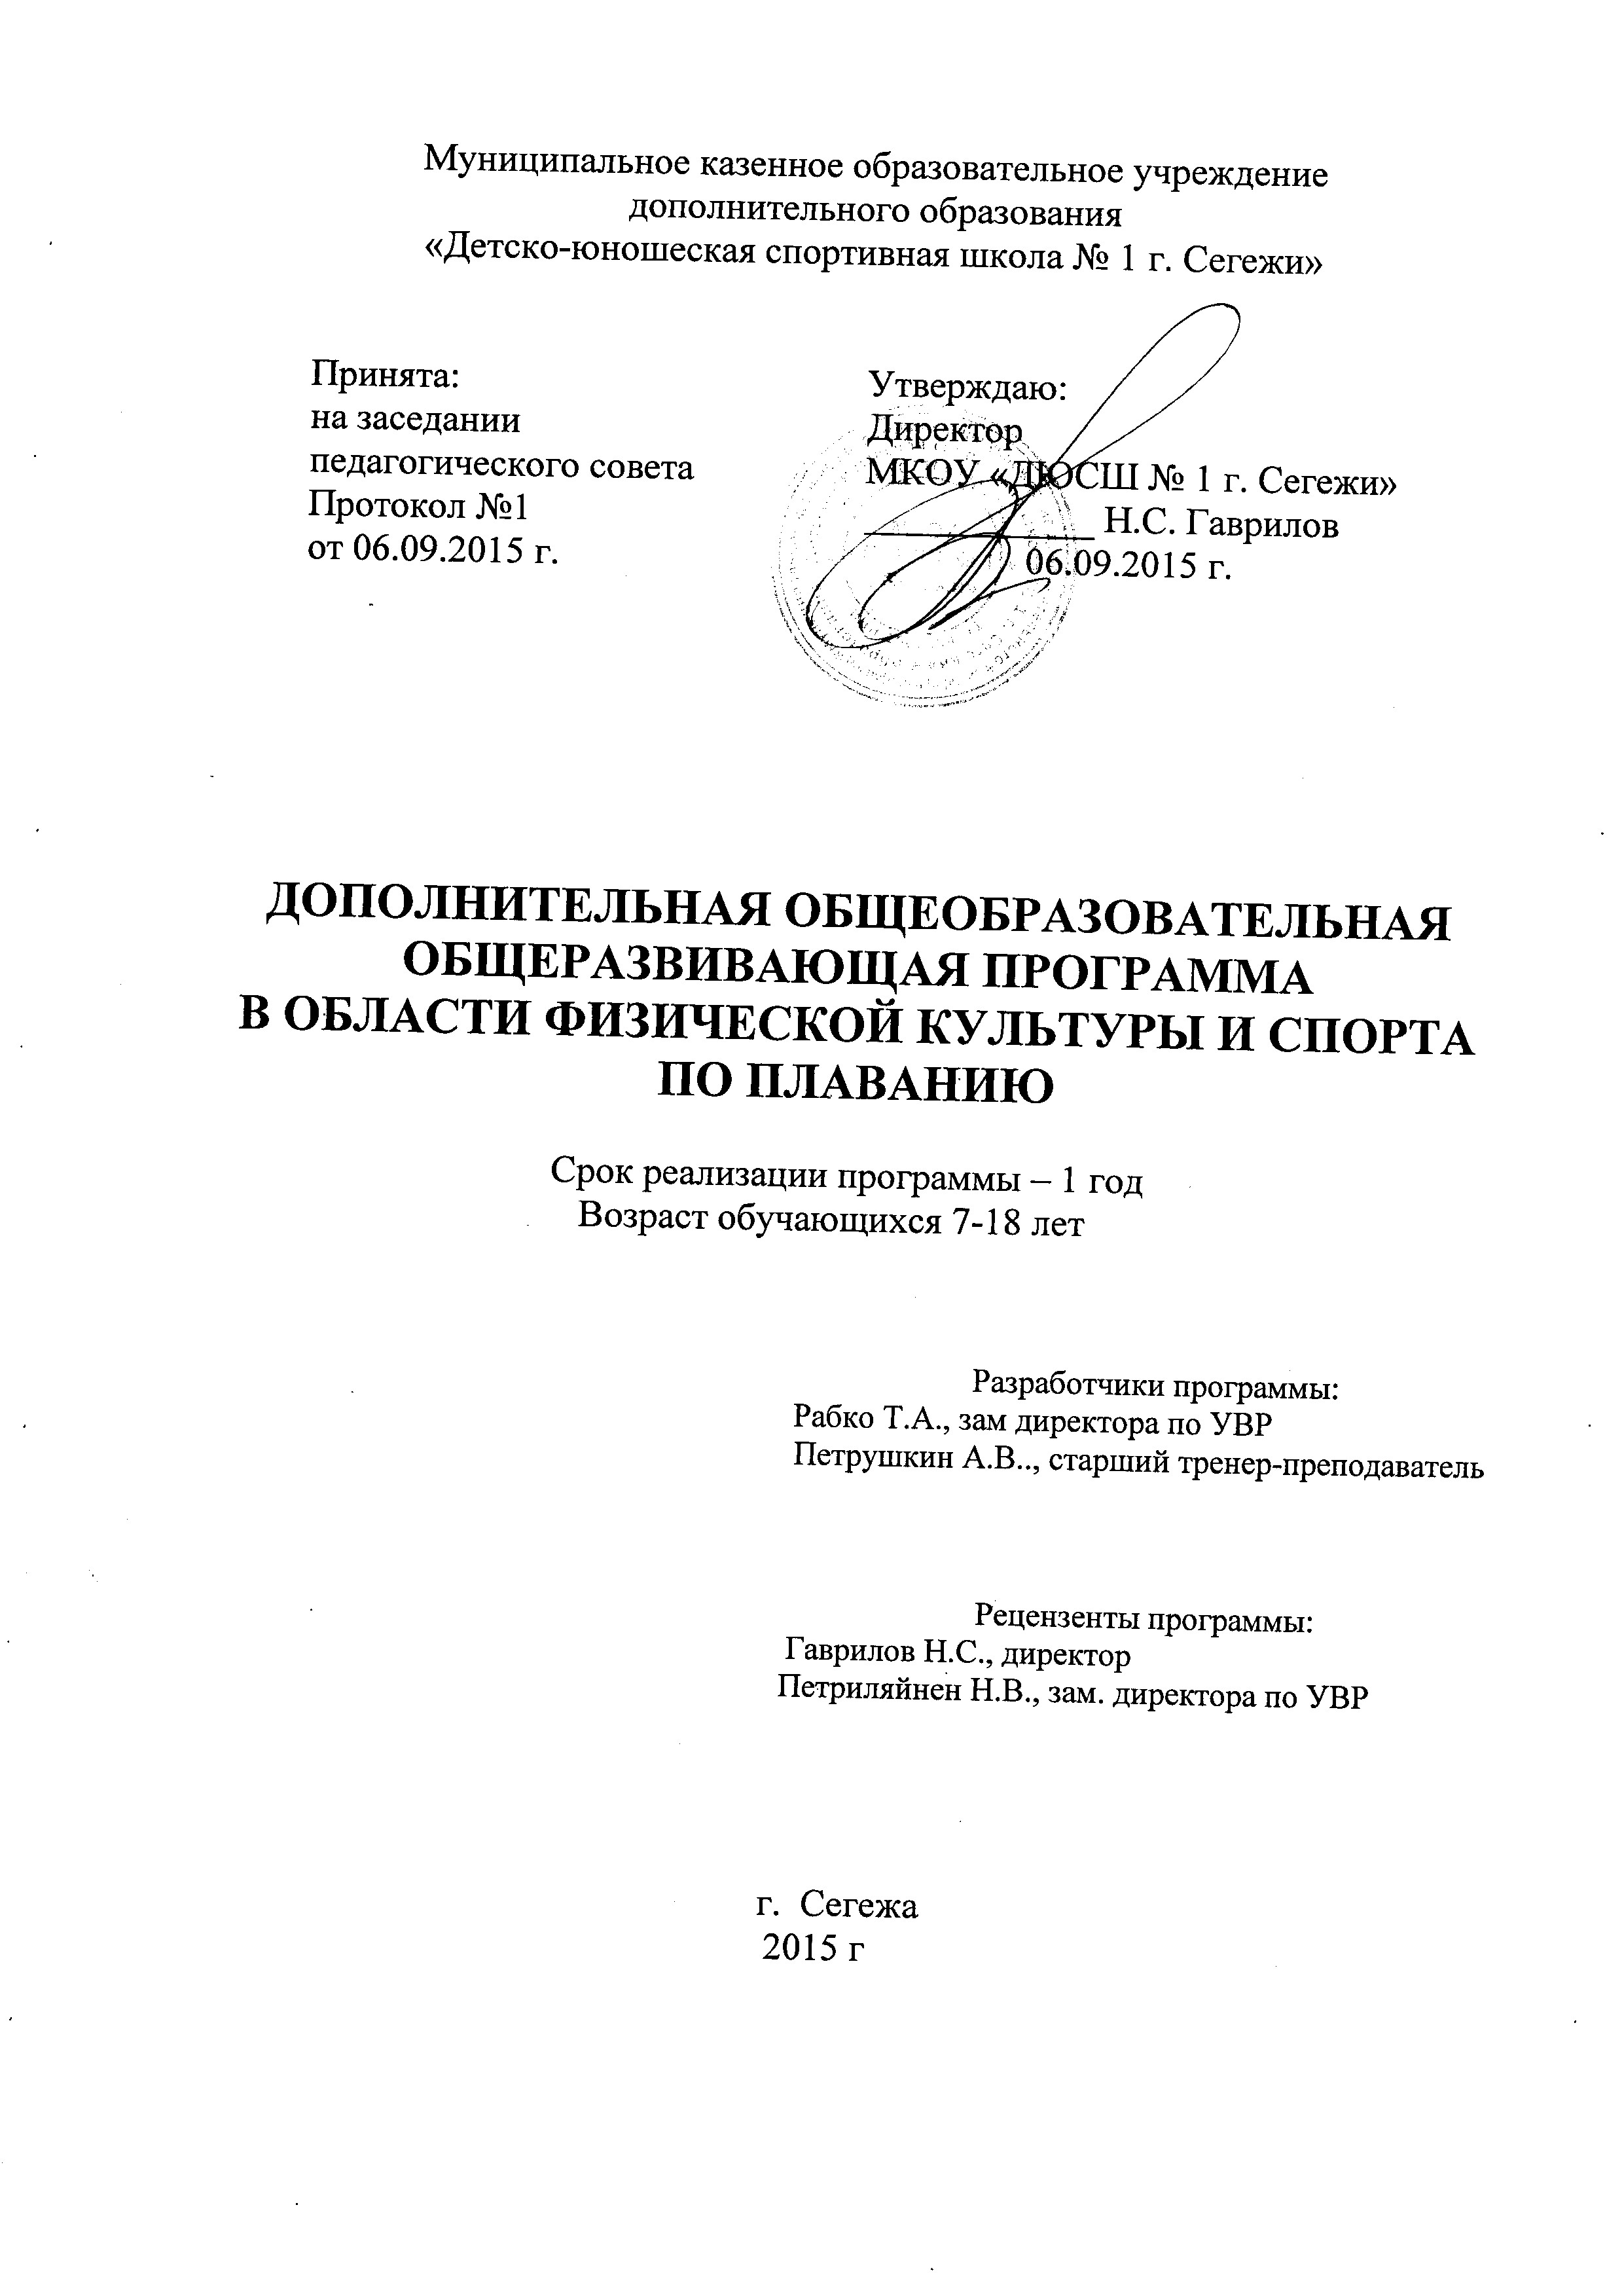 Муниципальное казенное образовательное учреждение
дополнительного образования
«Детско-юношеская спортивная школа № 1 г. Сегежи»
Принята:
на заседании
педагогического совета
Протокол №1
от 06.09.2015 г.
Утверждаю:
Директор
МКОУ «ДЮСШ № 1 г. Сегежи»
____________ Н.С. Гаврилов
06.09.2015 г.
ДОПОЛНИТЕЛЬНАЯ ОБЩЕОБРАЗОВАТЕЛЬНАЯ
ОБЩЕРАЗВИВАЮЩАЯ ПРОГРАММА
В ОБЛАСТИ ФИЗИЧЕСКОЙ КУЛЬТУРЫ И СПОРТА
ПО ПЛАВАНИЮ
Срок реализации программы – 1 год
Возраст обучающихся 7-18 лет
Разработчики программы:
Рабко Т.А., зам директора по УВР
Петрушкин А.В.., старший тренер-преподаватель
Рецензенты программы:
Гаврилов Н.С., директор
Петриляйнен Н.В., зам. директора по УВР
г. Сегежа
2015 г